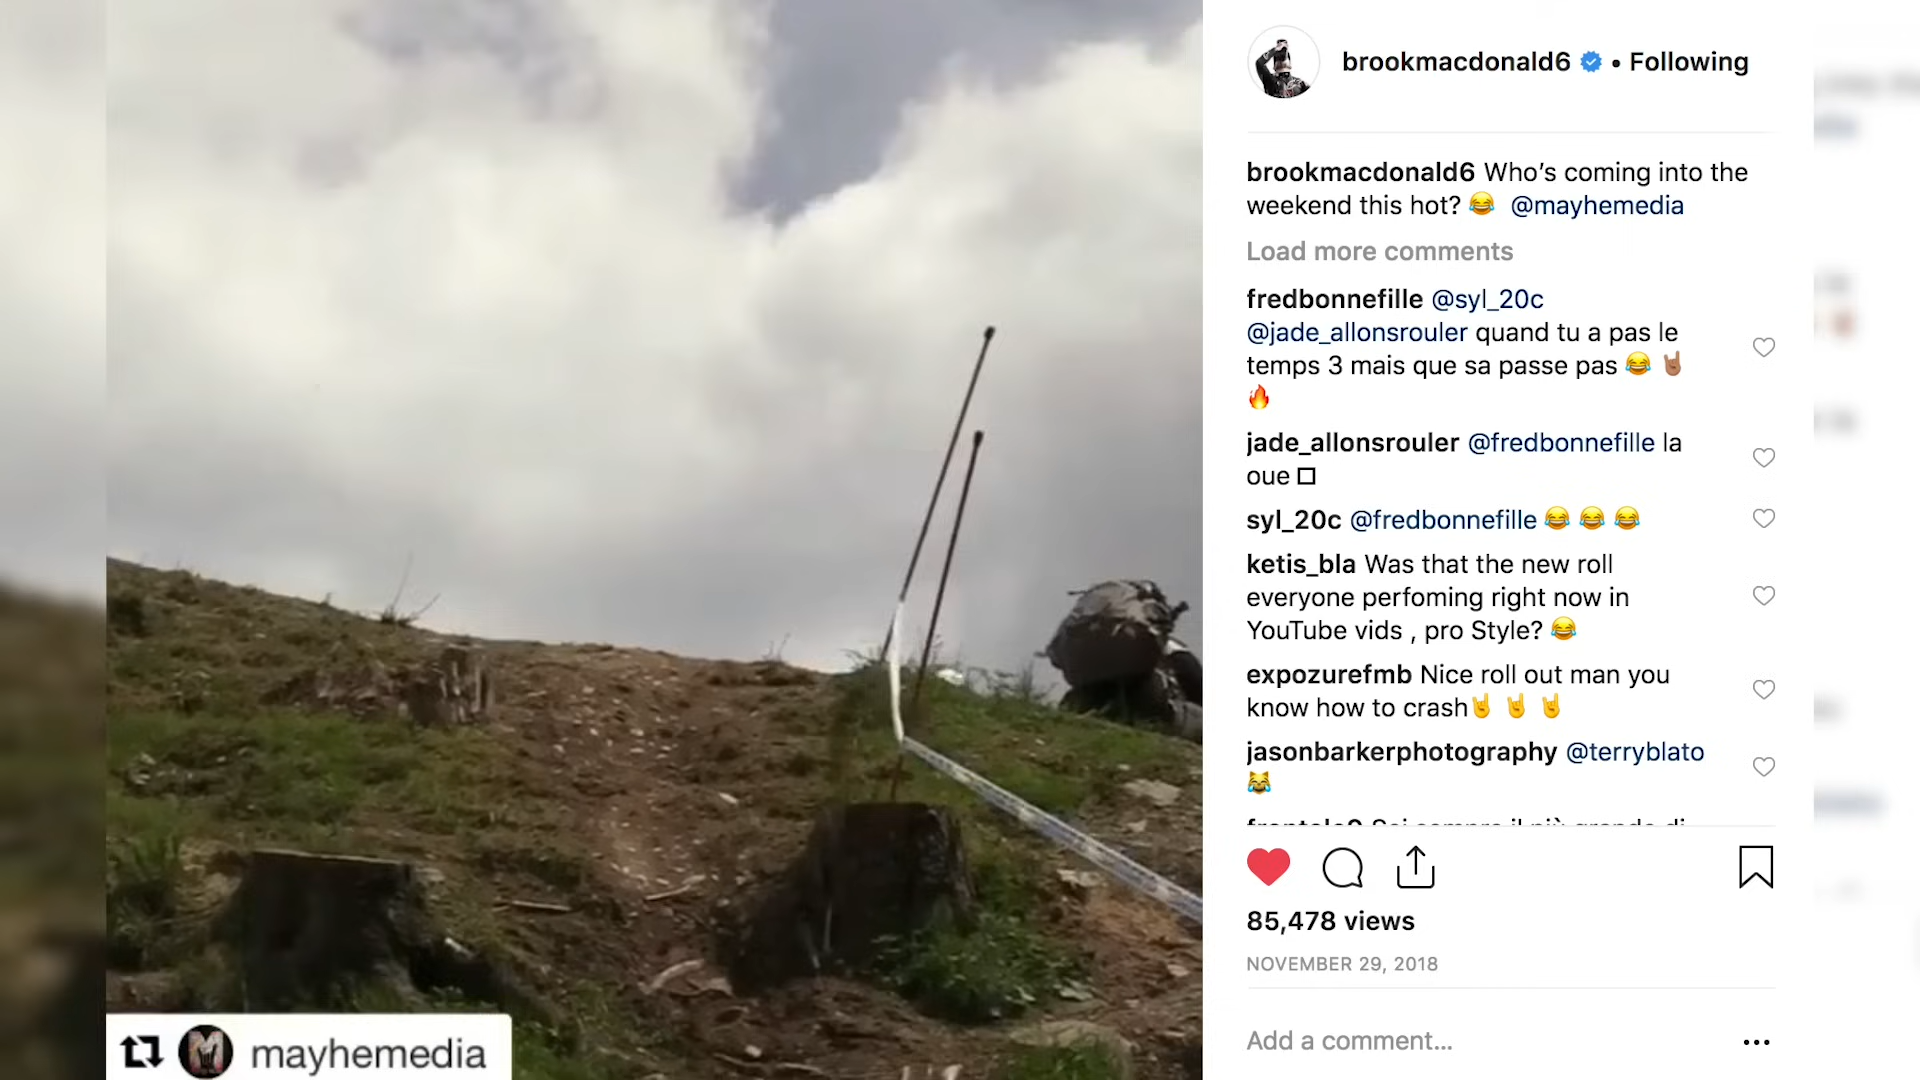 brookmacdonald6 • Following
brookmacdonald6 Who's coming into the
weekend this hot? 😂 @mayhemedia
Load more comments
fredbonnefille @syl_20c
@jade_allonsrouler quand tu a pas le
temps 3 mais que sa passe pas 😂 🤘🏽
🔥
jade_allonsrouler @fredbonnefille la
oue □
syl_20c @fredbonnefille 😂 😂 😂
ketis_bla Was that the new roll
everyone perfoming right now in
YouTube vids , pro Style? 😂
expozurefmb Nice roll out man you
know how to crash🤘 🤘 🤘
jasonbarkerphotography @terryblato
😹
85,478 views
NOVEMBER 29, 2018
Add a comment...
mayhemedia